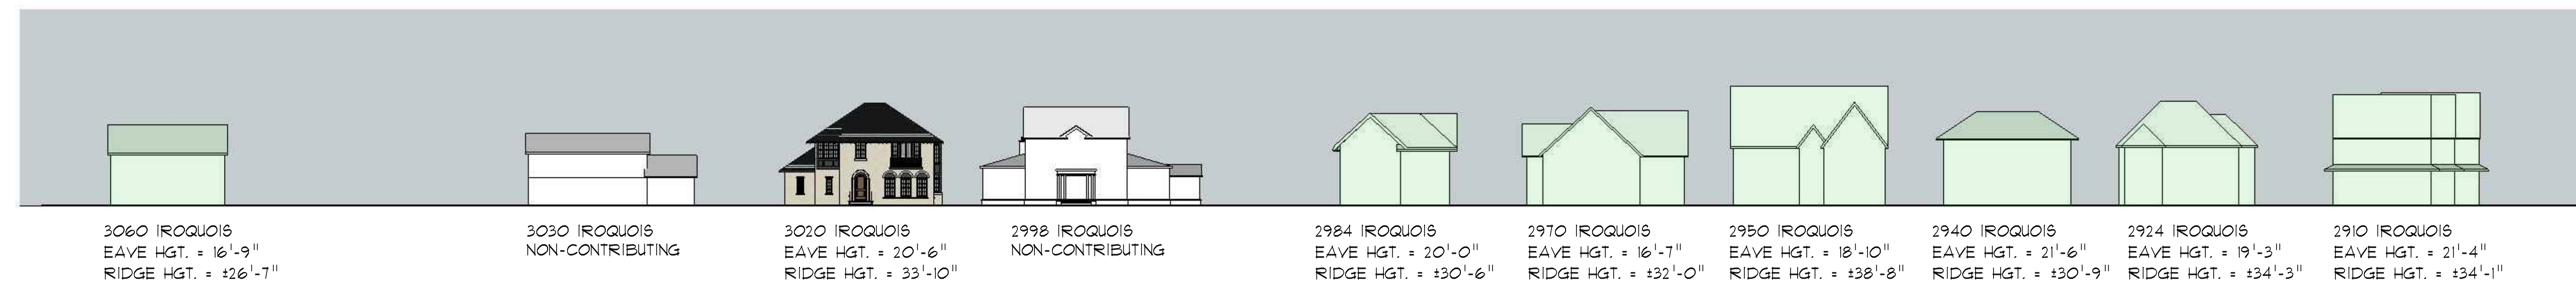 3060 IROQUOIS
EAVE HGT. = 16'-9"
RIDGE HGT. = ±26'-7"
3030 IROQUOIS
NON-CONTRIBUTING
3020 IROQUOIS
EAVE HGT. = 20'-6"
RIDGE HGT. = 33'-10"
2998 IROQUOIS
NON-CONTRIBUTING
2984 IROQUOIS
EAVE HGT. = 20'-0"
RIDGE HGT. = ±30'-6"
2970 IROQUOIS
EAVE HGT. = 16'-7"
RIDGE HGT. = ±32'-0"
2950 IROQUOIS
EAVE HGT. = 18'-10"
RIDGE HGT. = ±38'-8"
2940 IROQUOIS
EAVE HGT. = 21'-6"
RIDGE HGT. = ±30'-9"
2924 IROQUOIS
EAVE HGT. = 19'-3"
RIDGE HGT. = ±34'-3"
2910 IROQUOIS
EAVE HGT. = 21'-4"
RIDGE HGT. = ±34'-1"